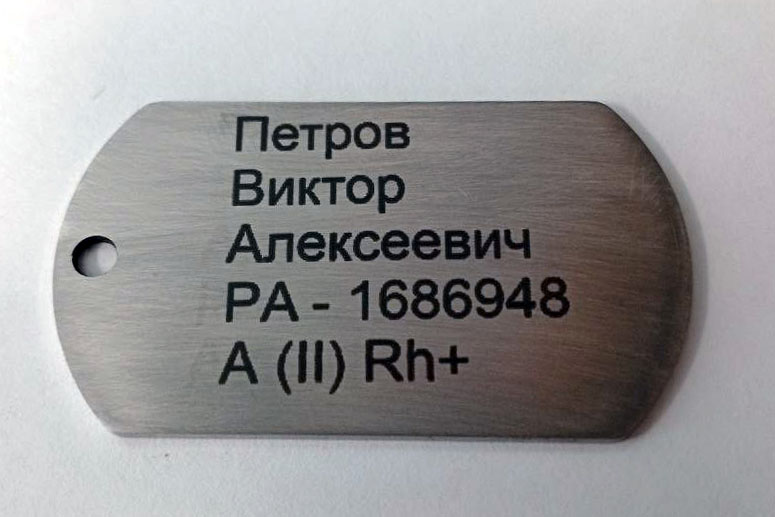 Петров
Виктор
Алексеевич
РА - 1686948
А (II) Rh+